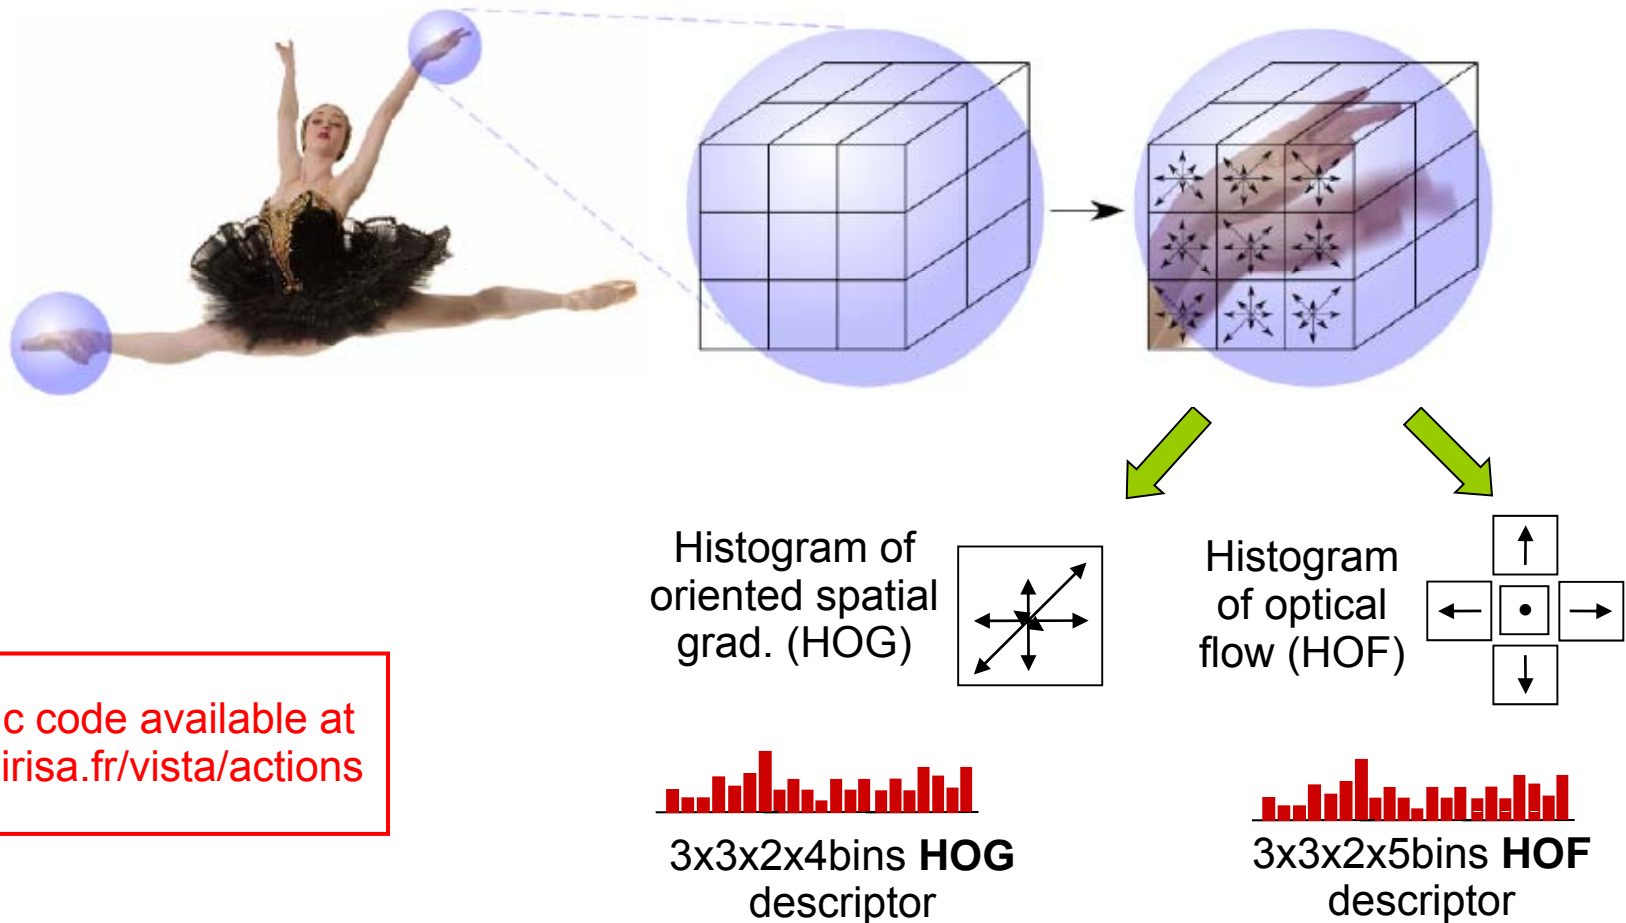 Histogram of
oriented spatial
grad. (HOG)
Histogram
of optical
flow (HOF)
c code available at
irisa.fr/vista/actions
3x3x2x4bins HOG
descriptor
3x3x2x5bins HOF
descriptor